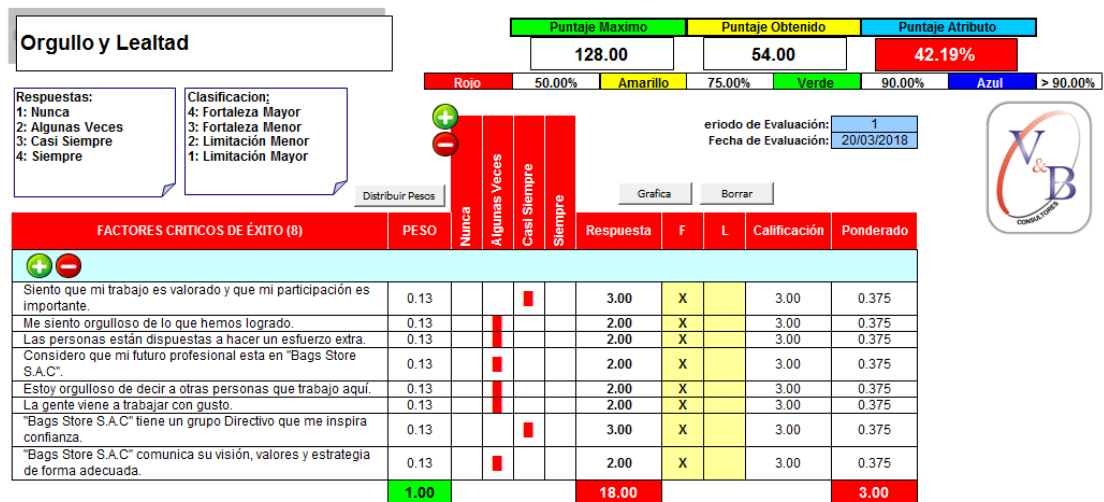 Orgullo y Lealtad
Puntaje Maximo Puntaje Obtenido Puntaje Atributo
128.00 54.00 42.19%
Rojo 50.00% Amarillo 75.00% Verde 90.00% Azul > 90.00%
Respuestas:
1: Nunca
2: Algunas Veces
3: Casi Siempre
4: Siempre
Clasificacion:
4: Fortaleza Mayor
3: Fortaleza Menor
2: Limitación Menor
1: Limitación Mayor
eriodo de Evaluación: 1
Fecha de Evaluación: 20/03/2018
V&B
CONSULTORES
Distribuir Pesos
Grafica Borrar
FACTORES CRITICOS DE ÉXITO (8) PESO Nunca Algunas Veces Casi Siempre Siempre Respuesta F L Calificación Ponderado
Siento que mi trabajo es valorado y que mi participación es
importante. 0.13 3.00 X 3.00 0.375
Me siento orgulloso de lo que hemos logrado. 0.13 2.00 X 3.00 0.375
Las personas están dispuestas a hacer un esfuerzo extra. 0.13 2.00 X 3.00 0.375
Considero que mi futuro profesional esta en "Bags Store
S.A.C". 0.13 2.00 X 3.00 0.375
Estoy orgulloso de decir a otras personas que trabajo aquí. 0.13 2.00 X 3.00 0.375
La gente viene a trabajar con gusto. 0.13 2.00 X 3.00 0.375
"Bags Store S.A.C" tiene un grupo Directivo que me inspira
confianza. 0.13 3.00 X 3.00 0.375
"Bags Store S.A.C" comunica su visión, valores y estrategia
de forma adecuada. 0.13 2.00 X 3.00 0.375
1.00 18.00 3.00